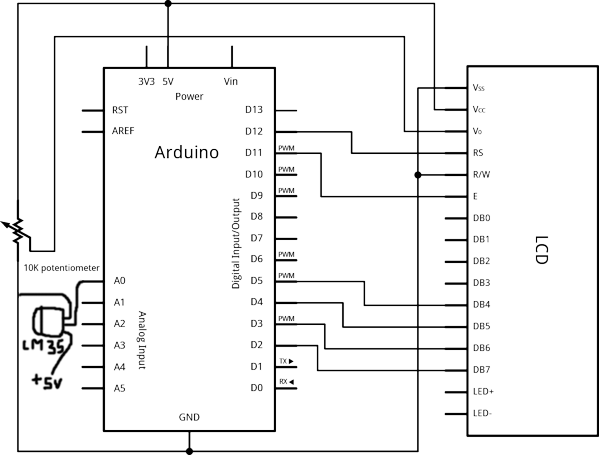 3V3 5V Vin
Power
RST
AREF
Arduino
D13
D12
PWM
D11
PWM
D10
PWM
D9
D8
D7
PWM
D6
PWM
D5
D4
PWM
D3
D2
TX ▶
D1
RX ◀
D0
Digital Input/Output
10K potentiometer
A0
A1
A2
A3
A4
A5
Analog Input
GND
LM35
+5V
Vss
Vcc
Vo
RS
R/W
E
DB0
DB1
DB2
DB3
DB4
DB5
DB6
DB7
LED+
LED-
LCD